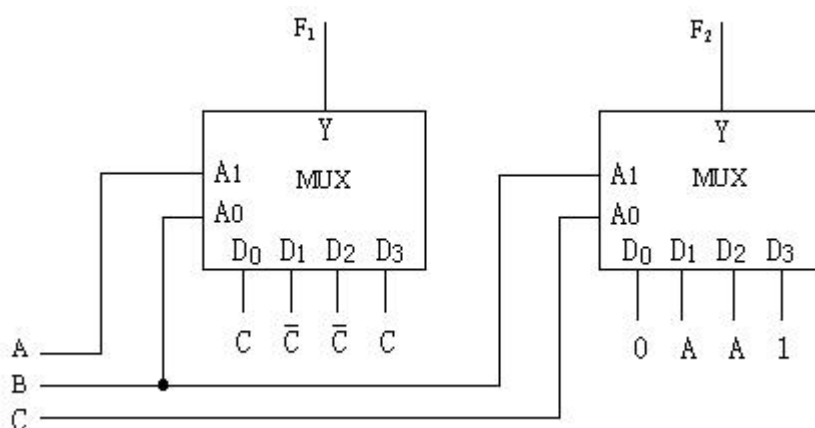 F₁ F₂
Y Y
A1 MUX A1 MUX
A0 A0
D₀ D₁ D₂ D₃ D₀ D₁ D₂ D₃
C C̅ C̅ C 0 A A 1
A
B
C